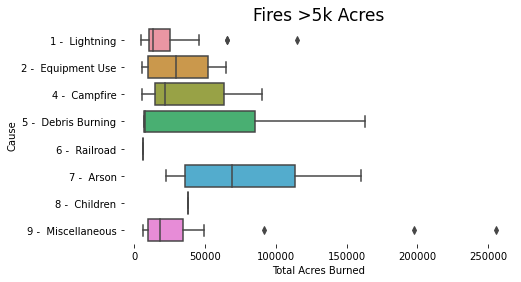 Fires >5k Acres
1 -  Lightning
2 -  Equipment Use
4 -  Campfire
5 -  Debris Burning
6 -  Railroad
7 -  Arson
8 -  Children
9 -  Miscellaneous
Cause
0 50000 100000 150000 200000 250000
Total Acres Burned